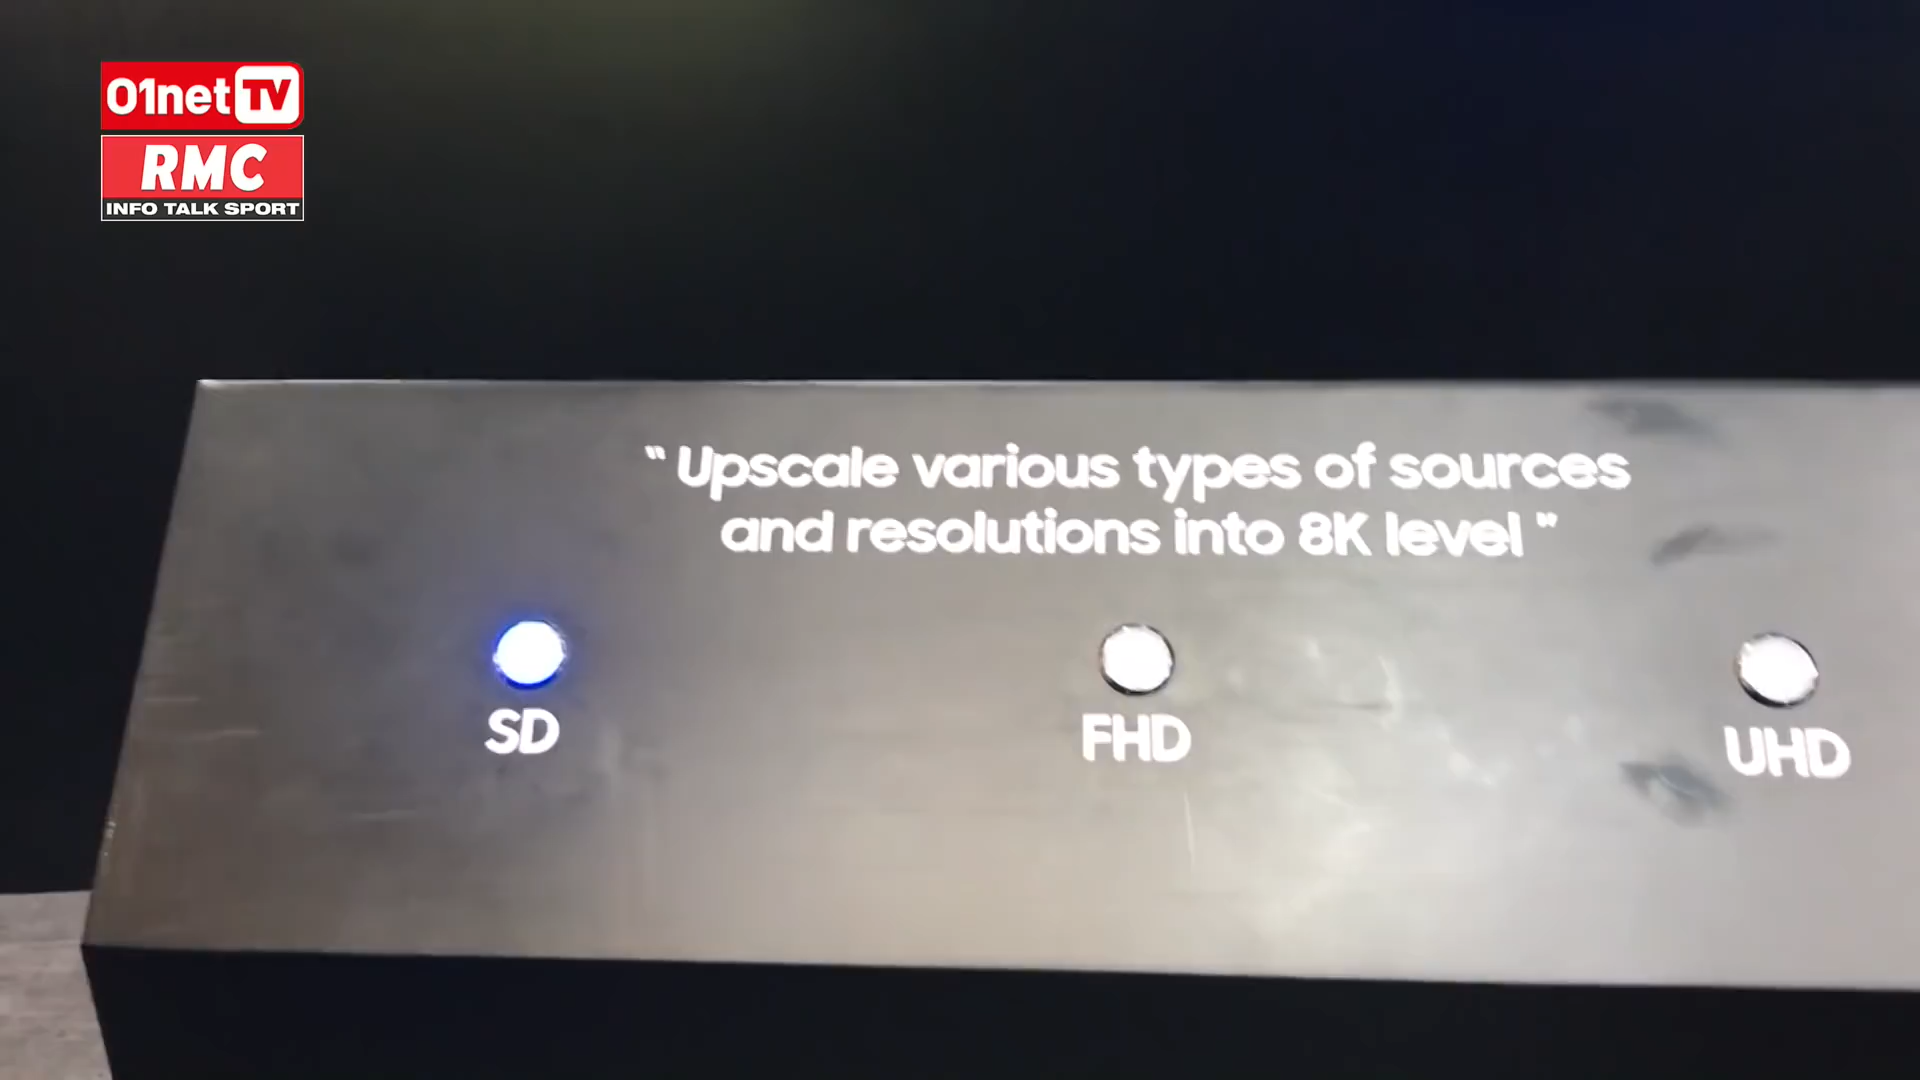 01net TV
RMC
INFO TALK SPORT
" Upscale various types of sources
and resolutions into 8K level "
SD
FHD
UHD